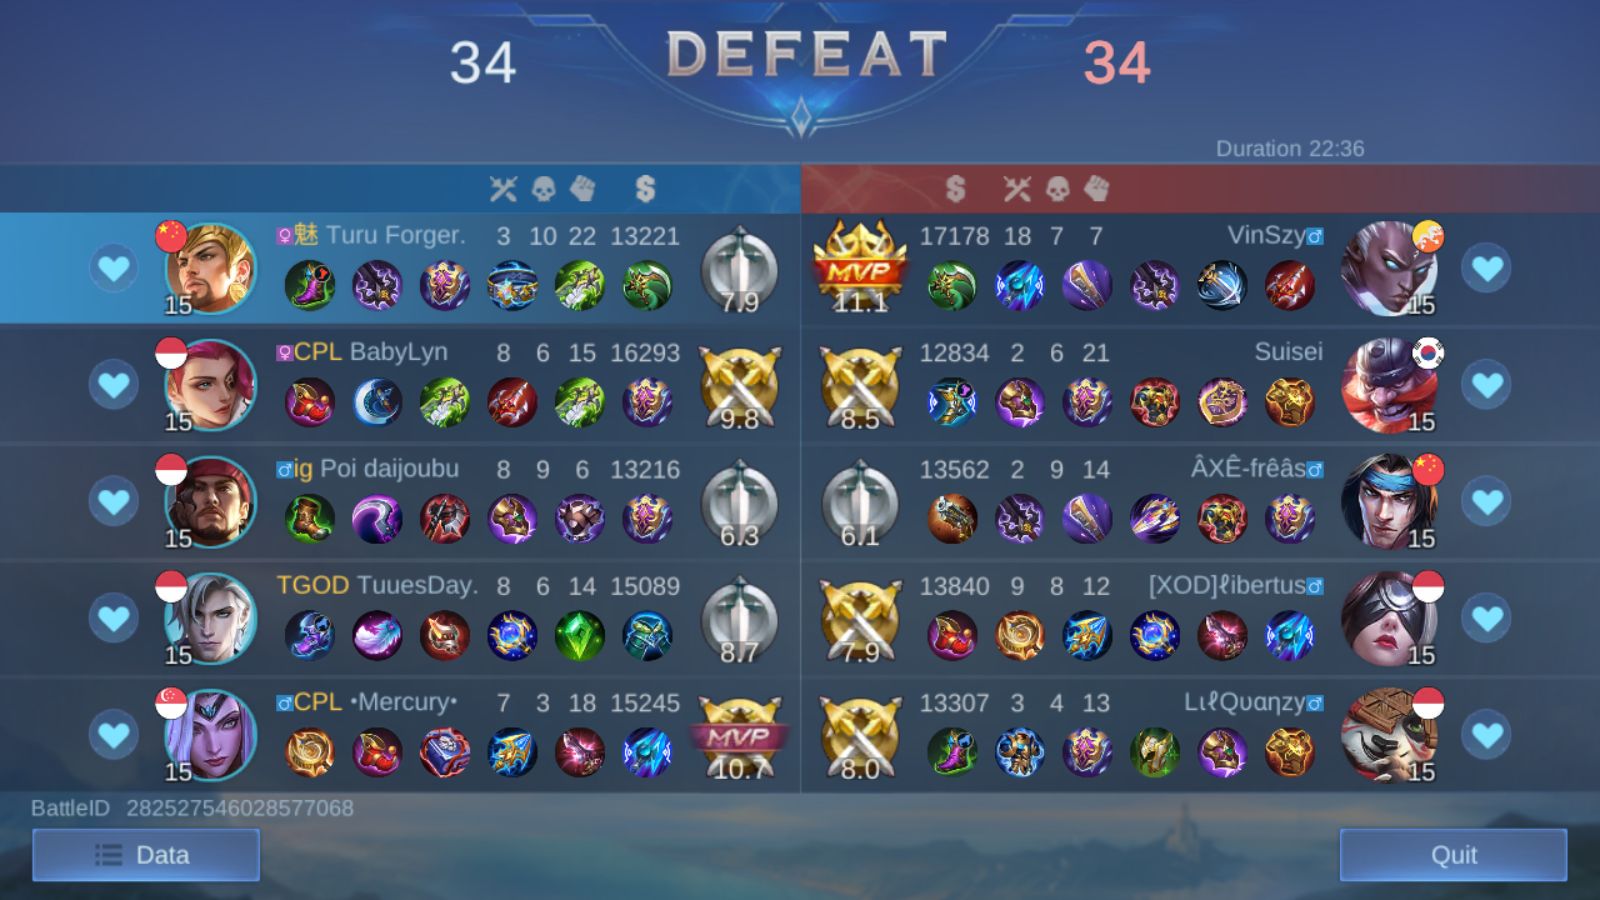 34 DEFEAT 34
Duration 22:36
魅 Turu Forger. 3 10 22 13221 7.9
15
MVP 11.1 17178 18 7 7 VinSzy
15
CPL BabyLyn 8 6 15 16293 9.8
15
8.5 12834 2 6 21 Suisei
15
ig Poi daijoubu 8 9 6 13216 6.3
15
6.1 13562 2 9 14 ÂXÊ-frêâs
15
TGOD TuuesDay. 8 6 14 15089 8.7
15
7.9 13840 9 8 12 [XOD]ℓibertus
15
CPL •Mercury• 7 3 18 15245 MVP 10.7
15
8.0 13307 3 4 13 LιℓQυαηzy
15
BattleID 282527546028577068
Data
Quit